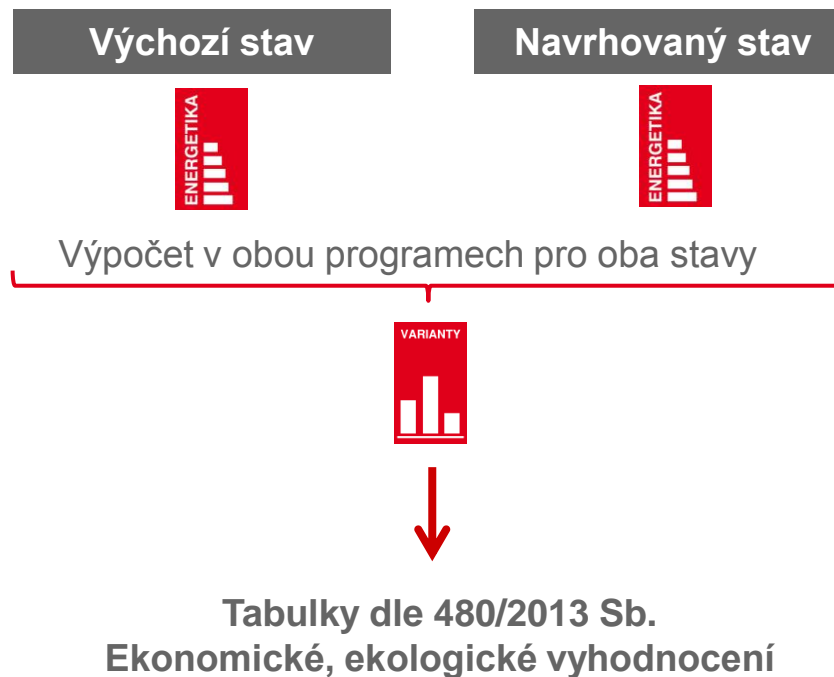 Výchozí stav
Navrhovaný stav
ENERGETIKA
ENERGETIKA
Výpočet v obou programech pro oba stavy
VARIANTY
Tabulky dle 480/2013 Sb.
Ekonomické, ekologické vyhodnocení